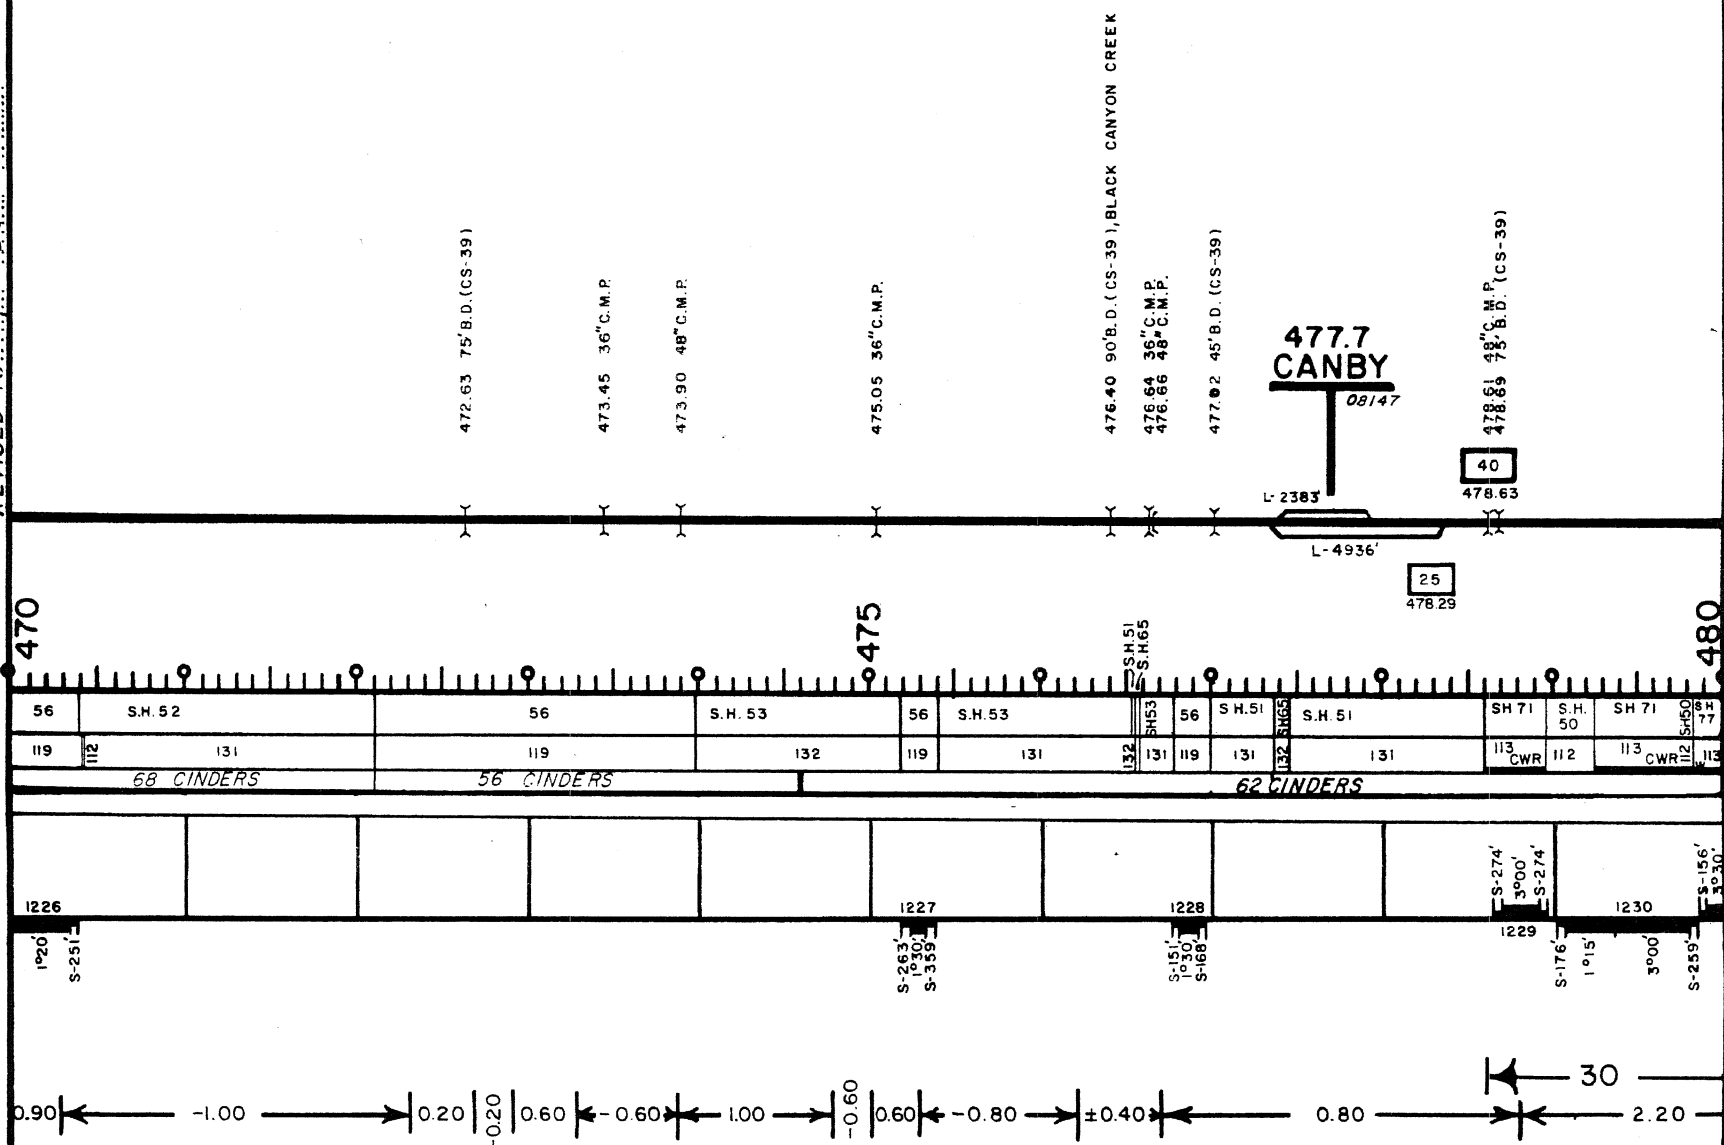 472.63 75' B.D. (CS-39)
473.45 36" C.M.P.
473.90 48" C.M.P.
475.05 36" C.M.P.
476.40 90' B.D. (CS-39), BLACK CANYON CREEK
476.64 36" C.M.P.
476.66 48" C.M.P.
477.02 45' B.D. (CS-39)
477.7
CANBY
08147
478.61 48" C.M.P.
478.69 75' B.D. (CS-39)
40
478.63
L-2383'
L-4936'
25
478.29
470
475
480
S.H.51
S.H.65
56 S.H. 52 56 S.H. 53 56 S.H. 53 SH53 56 S.H.51 SH65 S.H.51 SH 71 S.H. 50 SH 71 SH50 SH 77
119 112 131 119 132 119 131 132 131 119 131 132 131 113 CWR 112 113 CWR 112 113
68 CINDERS 56 CINDERS 62 CINDERS
S-274' 3°00' S-274' S-156' 3°30'
1226 1227 1228 1230
1229
1°20' S-251' S-263' 1°30' S-359' S-151' 1°30' S-168' S-176' 1°15' 3°00' S-259'
30
0.90 -1.00 0.20 -0.20 0.60 -0.60 1.00 -0.60 0.60 -0.80 ±0.40 0.80 2.20